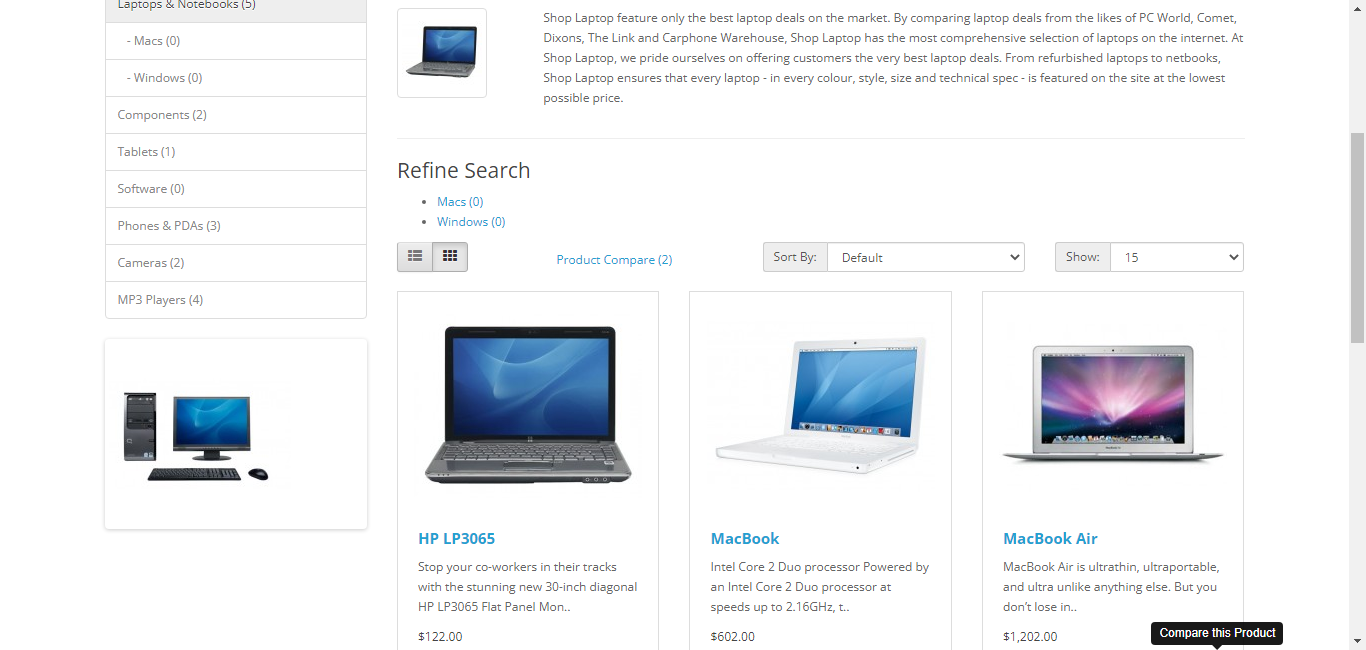 Laptops & Notebooks (5)
- Macs (0)
- Windows (0)
Components (2)
Tablets (1)
Software (0)
Phones & PDAs (3)
Cameras (2)
MP3 Players (4)
Shop Laptop feature only the best laptop deals on the market. By comparing laptop deals from the likes of PC World, Comet,
Dixons, The Link and Carphone Warehouse, Shop Laptop has the most comprehensive selection of laptops on the internet. At
Shop Laptop, we pride ourselves on offering customers the very best laptop deals. From refurbished laptops to netbooks,
Shop Laptop ensures that every laptop - in every colour, style, size and technical spec - is featured on the site at the lowest
possible price.
Refine Search
Macs (0)
Windows (0)
Product Compare (2)
Sort By: Default
Show: 15
HP LP3065
Stop your co-workers in their tracks
with the stunning new 30-inch diagonal
HP LP3065 Flat Panel Mon..
$122.00
MacBook
Intel Core 2 Duo processor Powered by
an Intel Core 2 Duo processor at
speeds up to 2.16GHz, t..
$602.00
MacBook Air
MacBook Air is ultrathin, ultraportable,
and ultra unlike anything else. But you
don’t lose in..
$1,202.00
Compare this Product